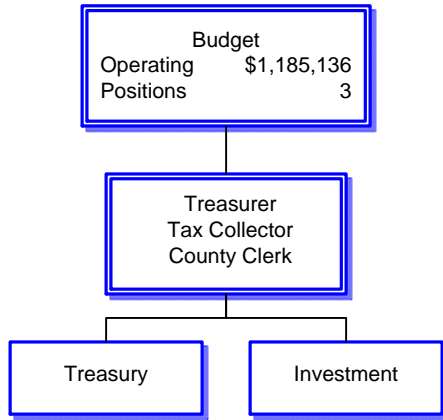 Budget
Operating $1,185,136
Positions 3
Treasurer
Tax Collector
County Clerk
Treasury
Investment